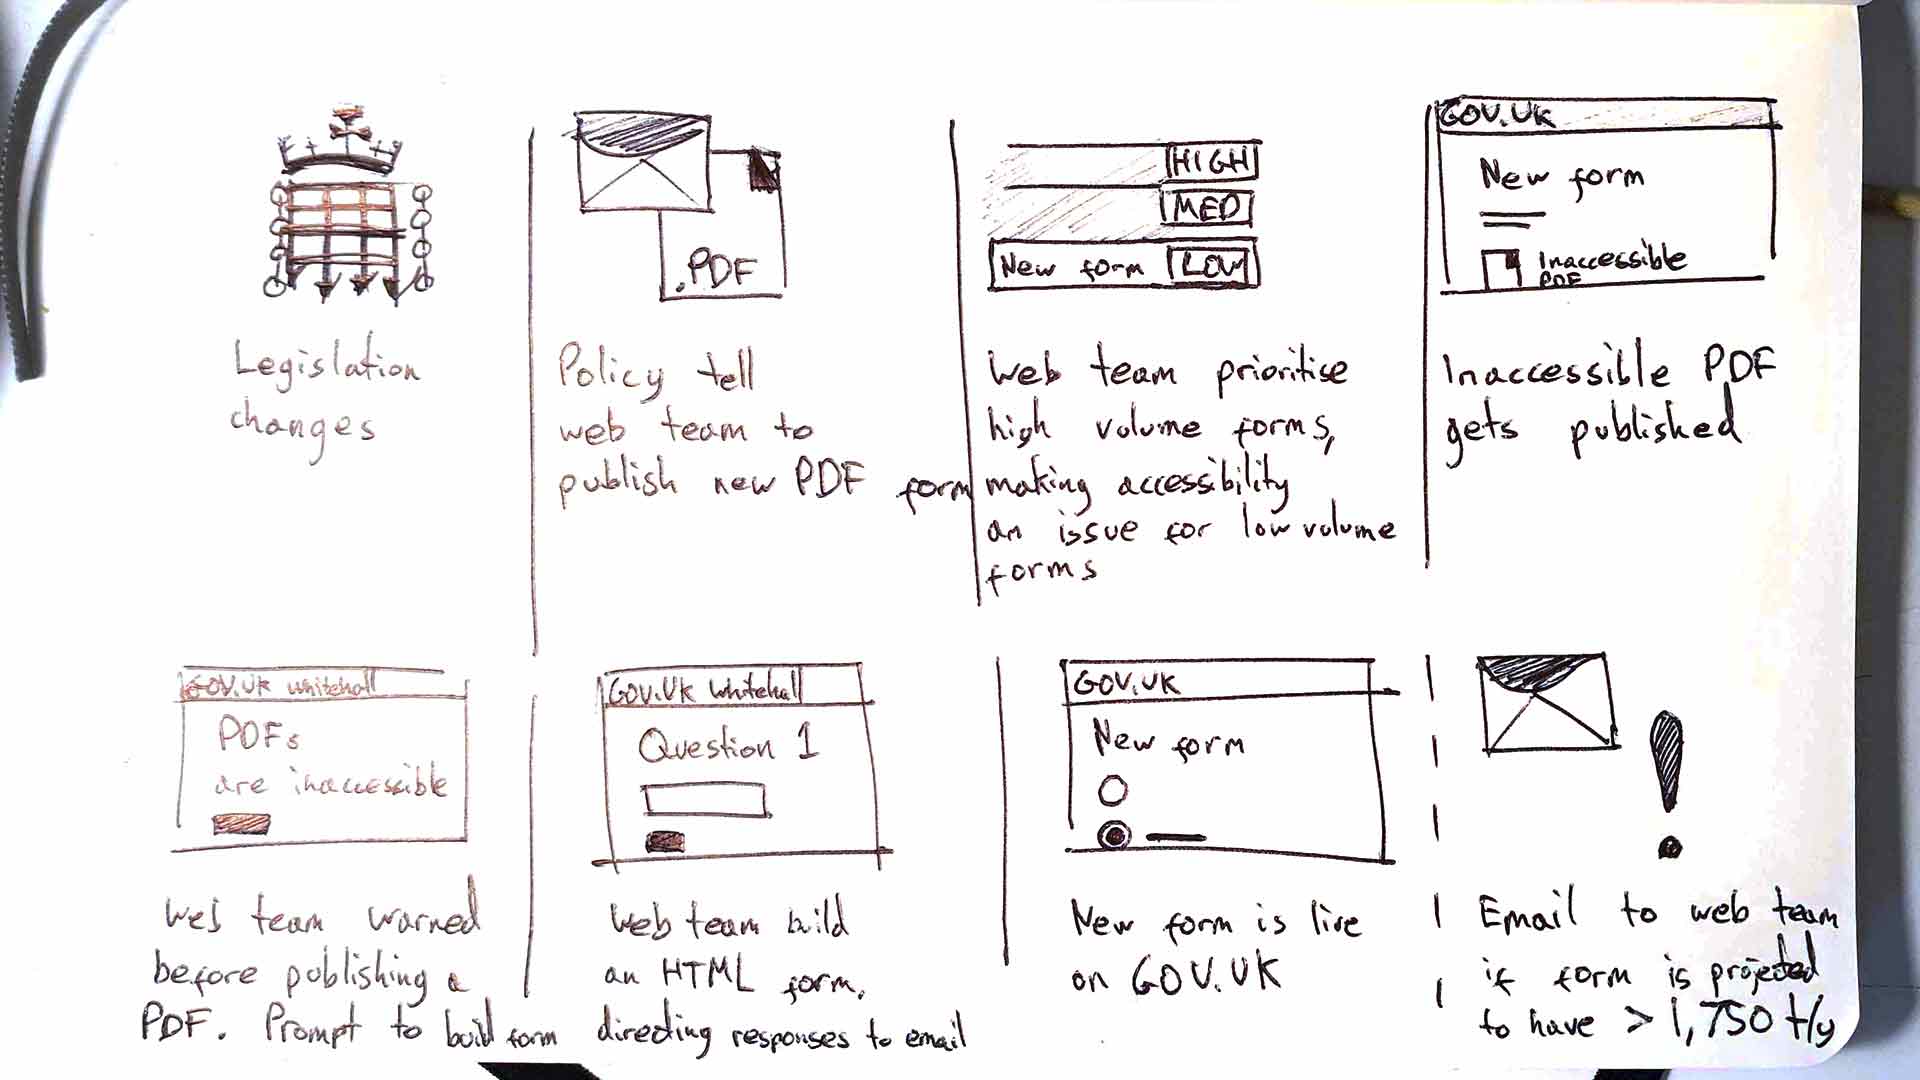 .PDF
HIGH
MED
New form LOW
GOV.UK
New form
Inaccessible
PDF
Legislation
changes
Policy tell
web team to
publish new PDF form
Web team prioritise
high volume forms,
making accessibility
an issue for low volume
forms
Inaccessible PDF
gets published
GOV.UK Whitehall
PDFs
are inaccessible
GOV.UK Whitehall
Question 1
GOV.UK
New form
Web team warned
before publishing a
PDF. Prompt to build form
Web team build
an HTML form,
directing responses to email
New form is live
on GOV.UK
Email to web team
if form is projected
to have > 1,750 t/y